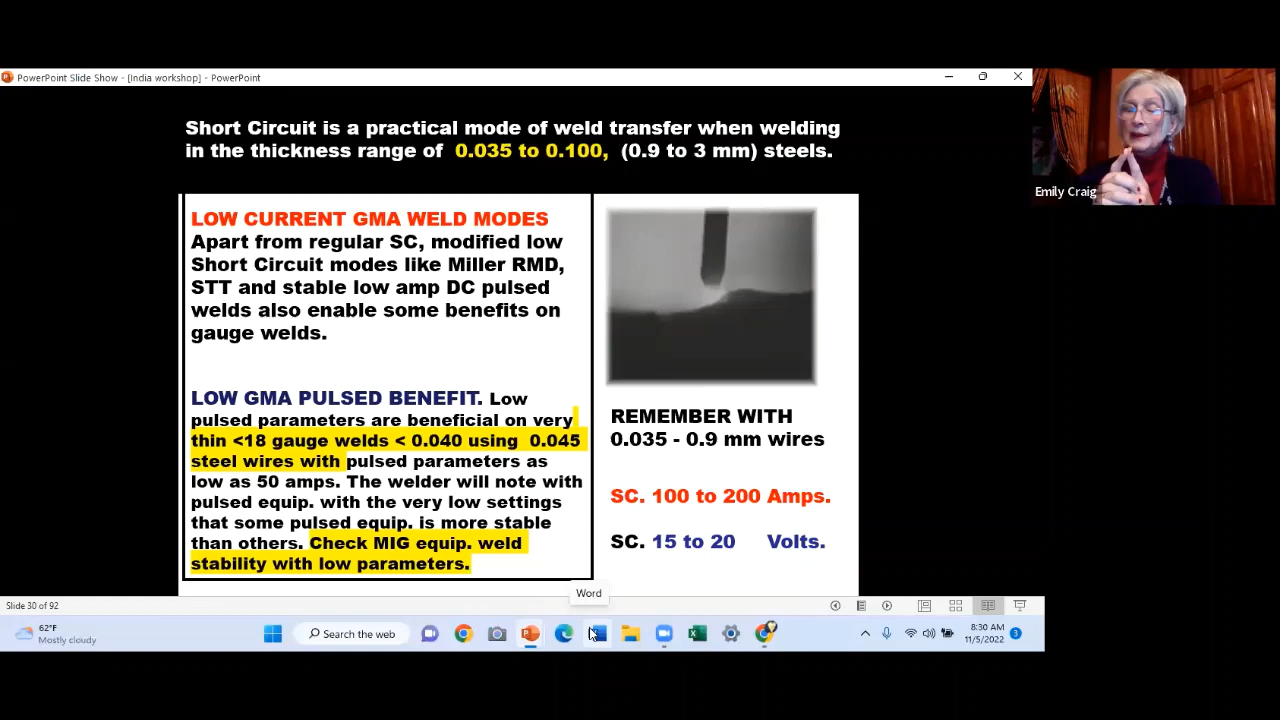 PowerPoint Slide Show - [India workshop] - PowerPoint
Short Circuit is a practical mode of weld transfer when welding
in the thickness range of 0.035 to 0.100, (0.9 to 3 mm) steels.
Emily Craig
LOW CURRENT GMA WELD MODES
Apart from regular SC, modified low
Short Circuit modes like Miller RMD,
STT and stable low amp DC pulsed
welds also enable some benefits on
gauge welds.
LOW GMA PULSED BENEFIT. Low
pulsed parameters are beneficial on very
thin <18 gauge welds < 0.040 using 0.045
steel wires with pulsed parameters as
low as 50 amps. The welder will note with
pulsed equip. with the very low settings
that some pulsed equip. is more stable
than others. Check MIG equip. weld
stability with low parameters.
REMEMBER WITH
0.035 - 0.9 mm wires
SC. 100 to 200 Amps.
SC. 15 to 20 Volts.
Word
Slide 30 of 92
62°F
Mostly cloudy
Search the web
8:30 AM
11/5/2022
3